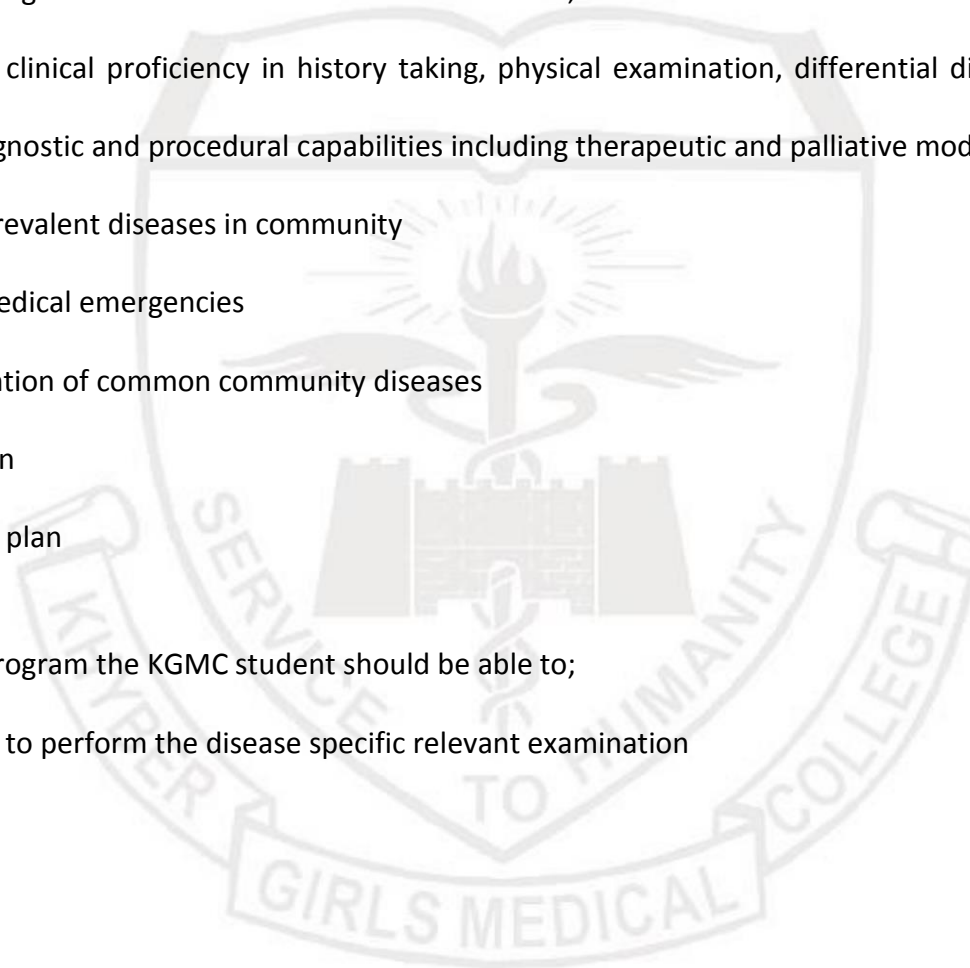 clinical proficiency in history taking, physical examination, differential di
gnostic and procedural capabilities including therapeutic and palliative mod
revalent diseases in community
edical emergencies
ation of common community diseases
n
plan
rogram the KGMC student should be able to;
to perform the disease specific relevant examination
SERVICE TO HUMANITY
KHYBER GIRLS MEDICAL COLLEGE